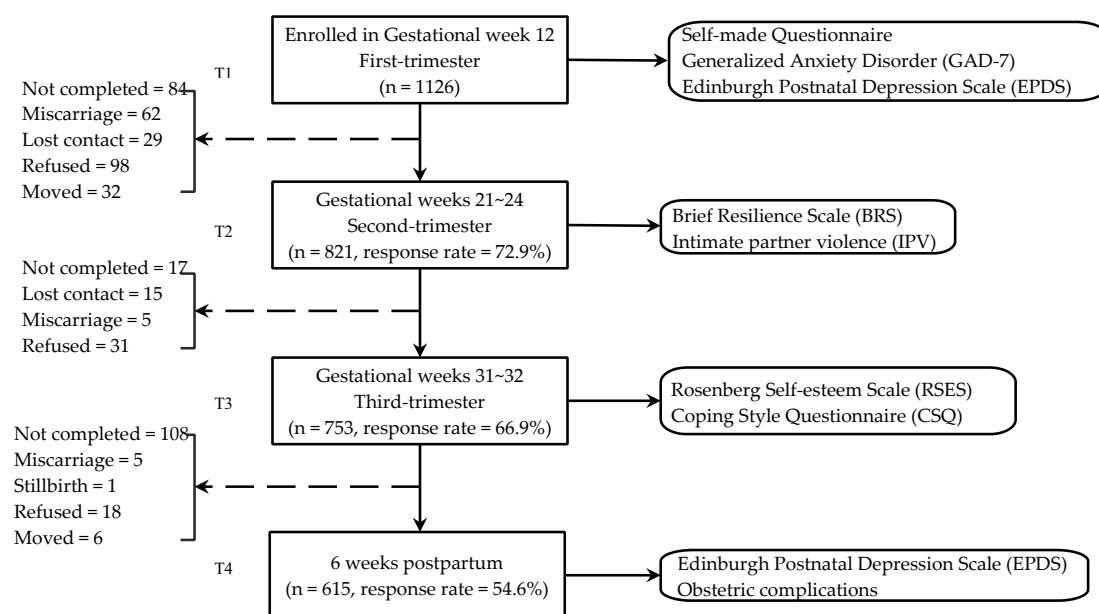 Enrolled in Gestational week 12
First-trimester
(n = 1126)
Self-made Questionnaire
Generalized Anxiety Disorder (GAD-7)
Edinburgh Postnatal Depression Scale (EPDS)
T1
Not completed = 84
Miscarriage = 62
Lost contact = 29
Refused = 98
Moved = 32
Gestational weeks 21~24
Second-trimester
(n = 821, response rate = 72.9%)
Brief Resilience Scale (BRS)
Intimate partner violence (IPV)
T2
Not completed = 17
Lost contact = 15
Miscarriage = 5
Refused = 31
Gestational weeks 31~32
Third-trimester
(n = 753, response rate = 66.9%)
Rosenberg Self-esteem Scale (RSES)
Coping Style Questionnaire (CSQ)
T3
Not completed = 108
Miscarriage = 5
Stillbirth = 1
Refused = 18
Moved = 6
6 weeks postpartum
(n = 615, response rate = 54.6%)
Edinburgh Postnatal Depression Scale (EPDS)
Obstetric complications
T4